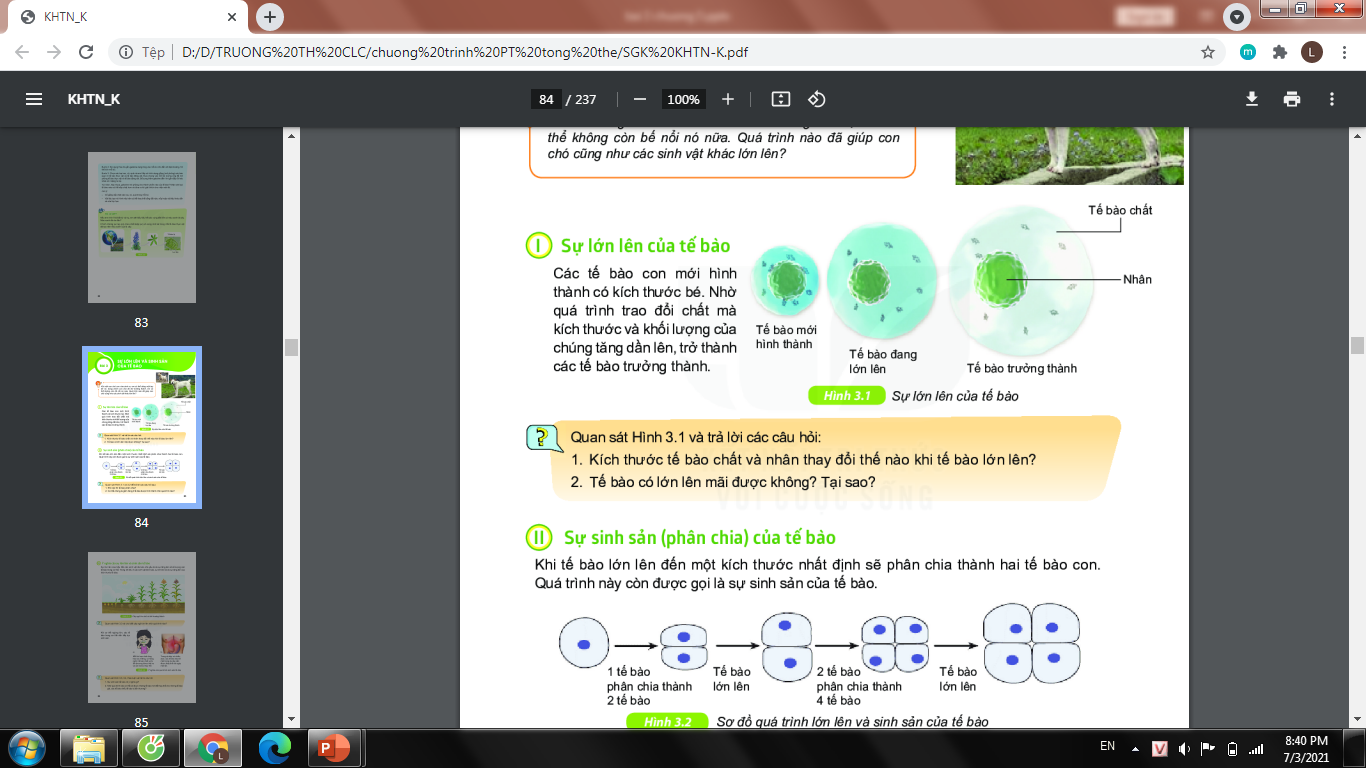 KHTN_K
Tệp
D:/D/TRUONG%20TH%20CLC/chuong%20trinh%20PT%20tong%20the/SGK%20KHTN-K.pdf
m
L
KHTN_K
84 / 237
100%
83
84
85
thể không còn bế nổi nó nữa. Quá trình nào đã giúp con
chó cũng như các sinh vật khác lớn lên?
I Sự lớn lên của tế bào
Các tế bào con mới hình
thành có kích thước bé. Nhờ
quá trình trao đổi chất mà
kích thước và khối lượng của
chúng tăng dần lên, trở thành
các tế bào trưởng thành.
Tế bào chất
Nhân
Tế bào mới
hình thành
Tế bào đang
lớn lên
Tế bào trưởng thành
Hình 3.1 Sự lớn lên của tế bào
?
Quan sát Hình 3.1 và trả lời các câu hỏi:
1. Kích thước tế bào chất và nhân thay đổi thế nào khi tế bào lớn lên?
2. Tế bào có lớn lên mãi được không? Tại sao?
II Sự sinh sản (phân chia) của tế bào
Khi tế bào lớn lên đến một kích thước nhất định sẽ phân chia thành hai tế bào con.
Quá trình này còn được gọi là sự sinh sản của tế bào.
1 tế bào
phân chia thành
2 tế bào
Tế bào
lớn lên
2 tế bào
phân chia thành
4 tế bào
Tế bào
lớn lên
Hình 3.2 Sơ đồ quá trình lớn lên và sinh sản của tế bào
EN
V
8:40 PM
7/3/2021